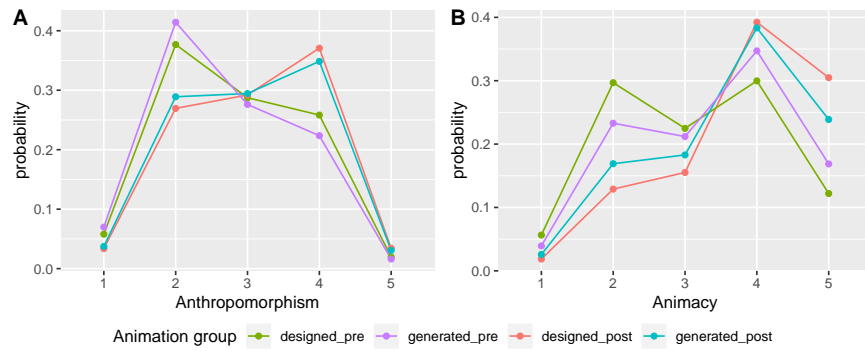 A
probability
0.4
0.3
0.2
0.1
0.0
1 2 3 4 5
Anthropomorphism
B
probability
0.4
0.3
0.2
0.1
0.0
1 2 3 4 5
Animacy
Animation group designed_pre generated_pre designed_post generated_post